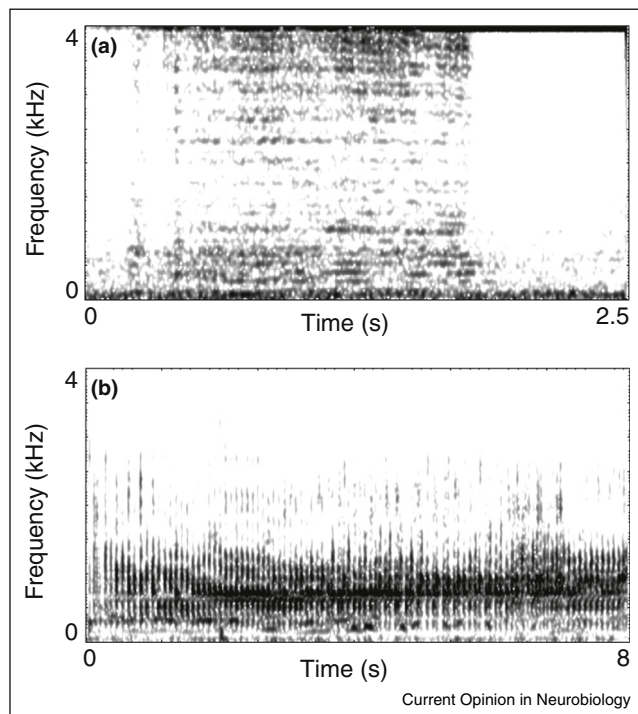 (a)
4
Frequency (kHz)
0
0
Time (s)
2.5
(b)
4
Frequency (kHz)
0
0
Time (s)
8
Current Opinion in Neurobiology